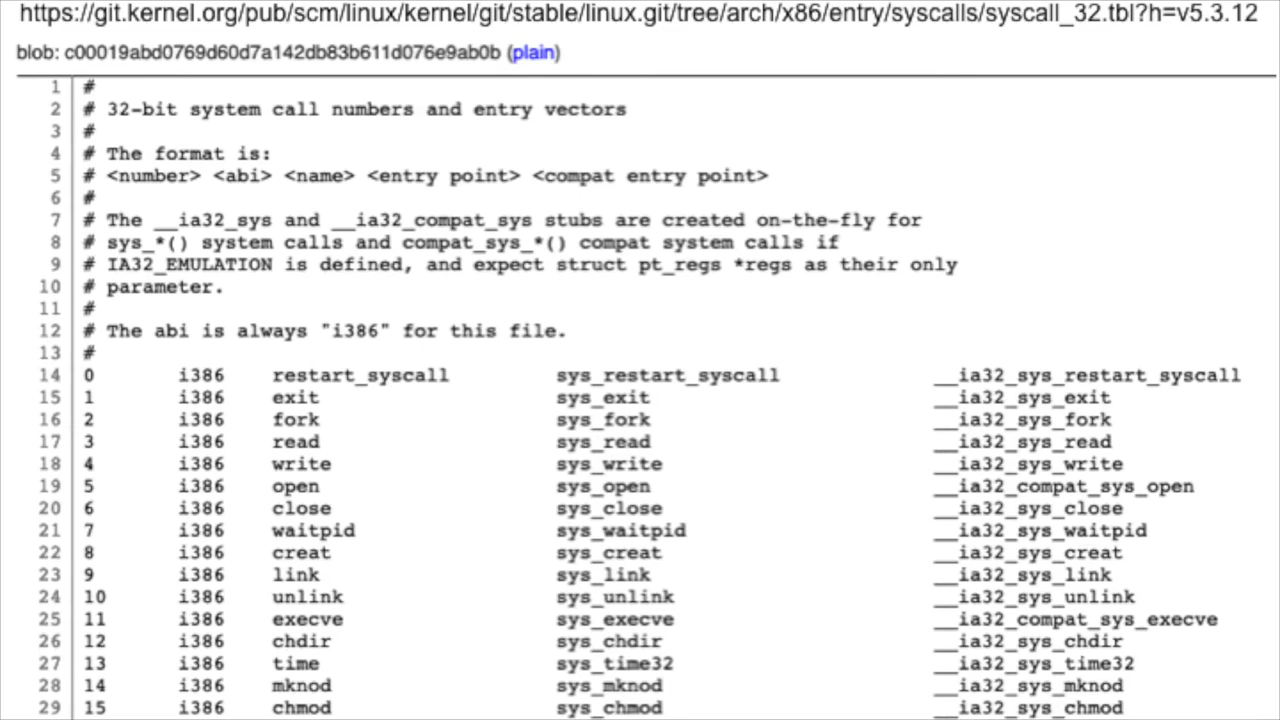 https://git.kernel.org/pub/scm/linux/kernel/git/stable/linux.git/tree/arch/x86/entry/syscalls/syscall_32.tbl?h=v5.3.12
blob: c00019abd0769d60d7a142db83b611d076e9ab0b (plain)
1 #
2 # 32-bit system call numbers and entry vectors
3 #
4 # The format is:
5 # <number> <abi> <name> <entry point> <compat entry point>
6 #
7 # The __ia32_sys and __ia32_compat_sys stubs are created on-the-fly for
8 # sys_*() system calls and compat_sys_*() compat system calls if
9 # IA32_EMULATION is defined, and expect struct pt_regs *regs as their only
10 # parameter.
11 #
12 # The abi is always "i386" for this file.
13 #
14 0 i386 restart_syscall sys_restart_syscall __ia32_sys_restart_syscall
15 1 i386 exit sys_exit __ia32_sys_exit
16 2 i386 fork sys_fork __ia32_sys_fork
17 3 i386 read sys_read __ia32_sys_read
18 4 i386 write sys_write __ia32_sys_write
19 5 i386 open sys_open __ia32_compat_sys_open
20 6 i386 close sys_close __ia32_sys_close
21 7 i386 waitpid sys_waitpid __ia32_sys_waitpid
22 8 i386 creat sys_creat __ia32_sys_creat
23 9 i386 link sys_link __ia32_sys_link
24 10 i386 unlink sys_unlink __ia32_sys_unlink
25 11 i386 execve sys_execve __ia32_compat_sys_execve
26 12 i386 chdir sys_chdir __ia32_sys_chdir
27 13 i386 time sys_time32 __ia32_sys_time32
28 14 i386 mknod sys_mknod __ia32_sys_mknod
29 15 i386 chmod sys_chmod __ia32_sys_chmod